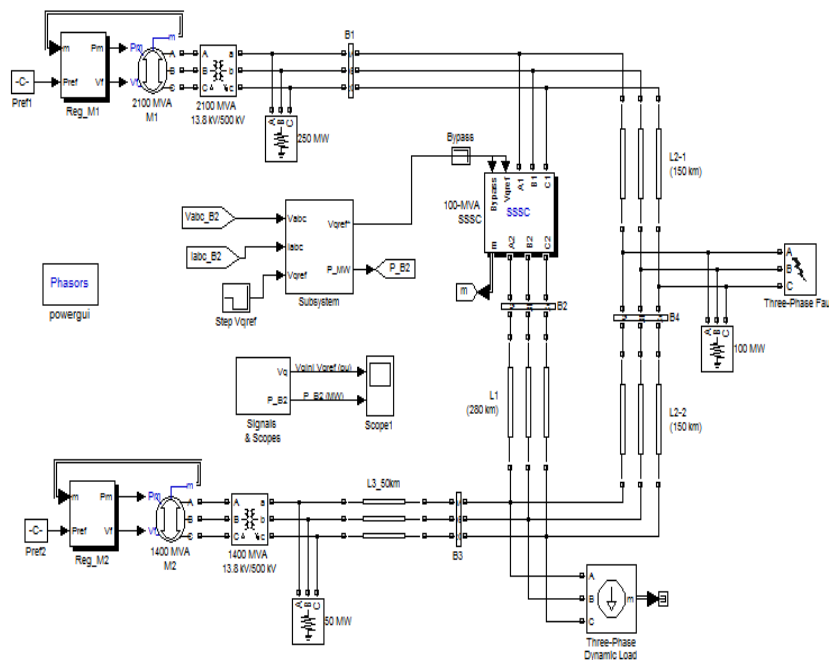 m
Pref
Pm
Vf
Reg_M1
-C-
Pref1
m
Pm
A
B
C
2100 MVA
M1
A
B
C
a
b
c
2100 MVA
13.8 kV/500 kV
A B C
250 MW
B1
Bypass
100-MVA
SSSC
Bypass
Vqref
A1
B1
C1
SSSC
m
A2
B2
C2
m
B2
L2-1
(150 km)
A
B
C
Three-Phase Fau
A B C
100 MW
B4
Vabc_B2
Iabc_B2
Vabc
Iabc
Vqref
Vqref*
P_MW
Subsystem
P_B2
Step Vqref
Phasors
powergui
Vq
P_B2
Vqinj Vqref (pu)
P_B2 (MW)
Signals
& Scopes
Scope1
L1
(280 km)
L2-2
(150 km)
m
Pref
Pm
Vf
Reg_M2
-C-
Pref2
m
Pm
A
B
C
1400 MVA
M2
A
B
C
a
b
c
1400 MVA
13.8 kV/500 kV
A B C
50 MW
L3_50km
B3
A
B
C
m
Three-Phase
Dynamic Load